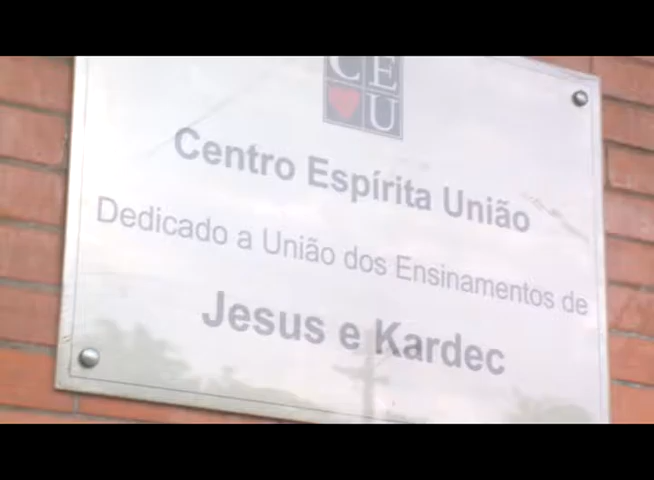 CE
U
Centro Espírita União
Dedicado a União dos Ensinamentos de
Jesus e Kardec